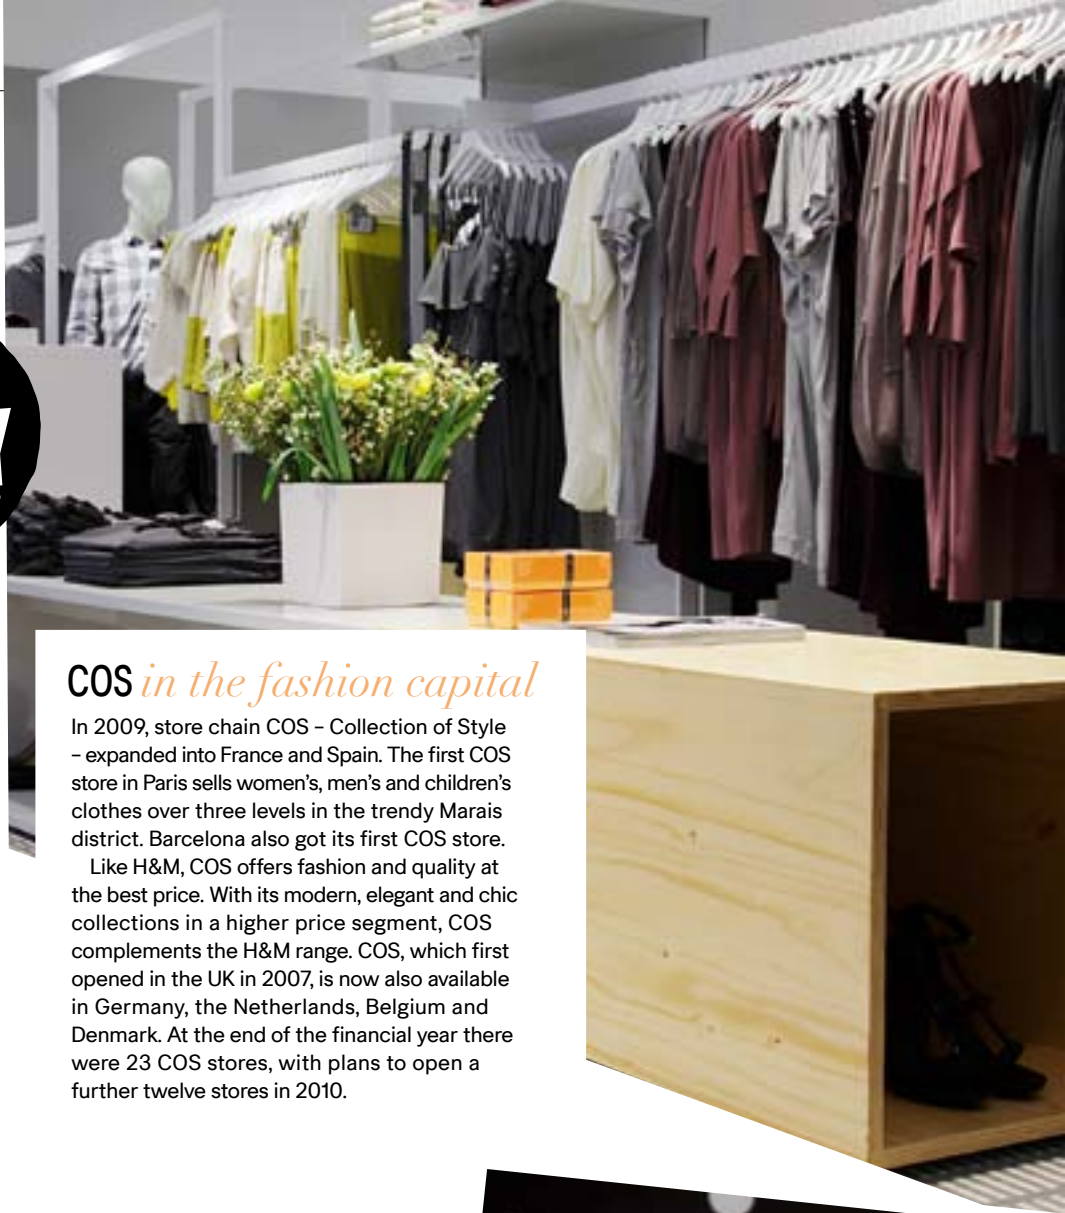 COS in the fashion capital
In 2009, store chain COS – Collection of Style
– expanded into France and Spain. The first COS
store in Paris sells women’s, men’s and children’s
clothes over three levels in the trendy Marais
district. Barcelona also got its first COS store.
Like H&M, COS offers fashion and quality at
the best price. With its modern, elegant and chic
collections in a higher price segment, COS
complements the H&M range. COS, which first
opened in the UK in 2007, is now also available
in Germany, the Netherlands, Belgium and
Denmark. At the end of the financial year there
were 23 COS stores, with plans to open a
further twelve stores in 2010.